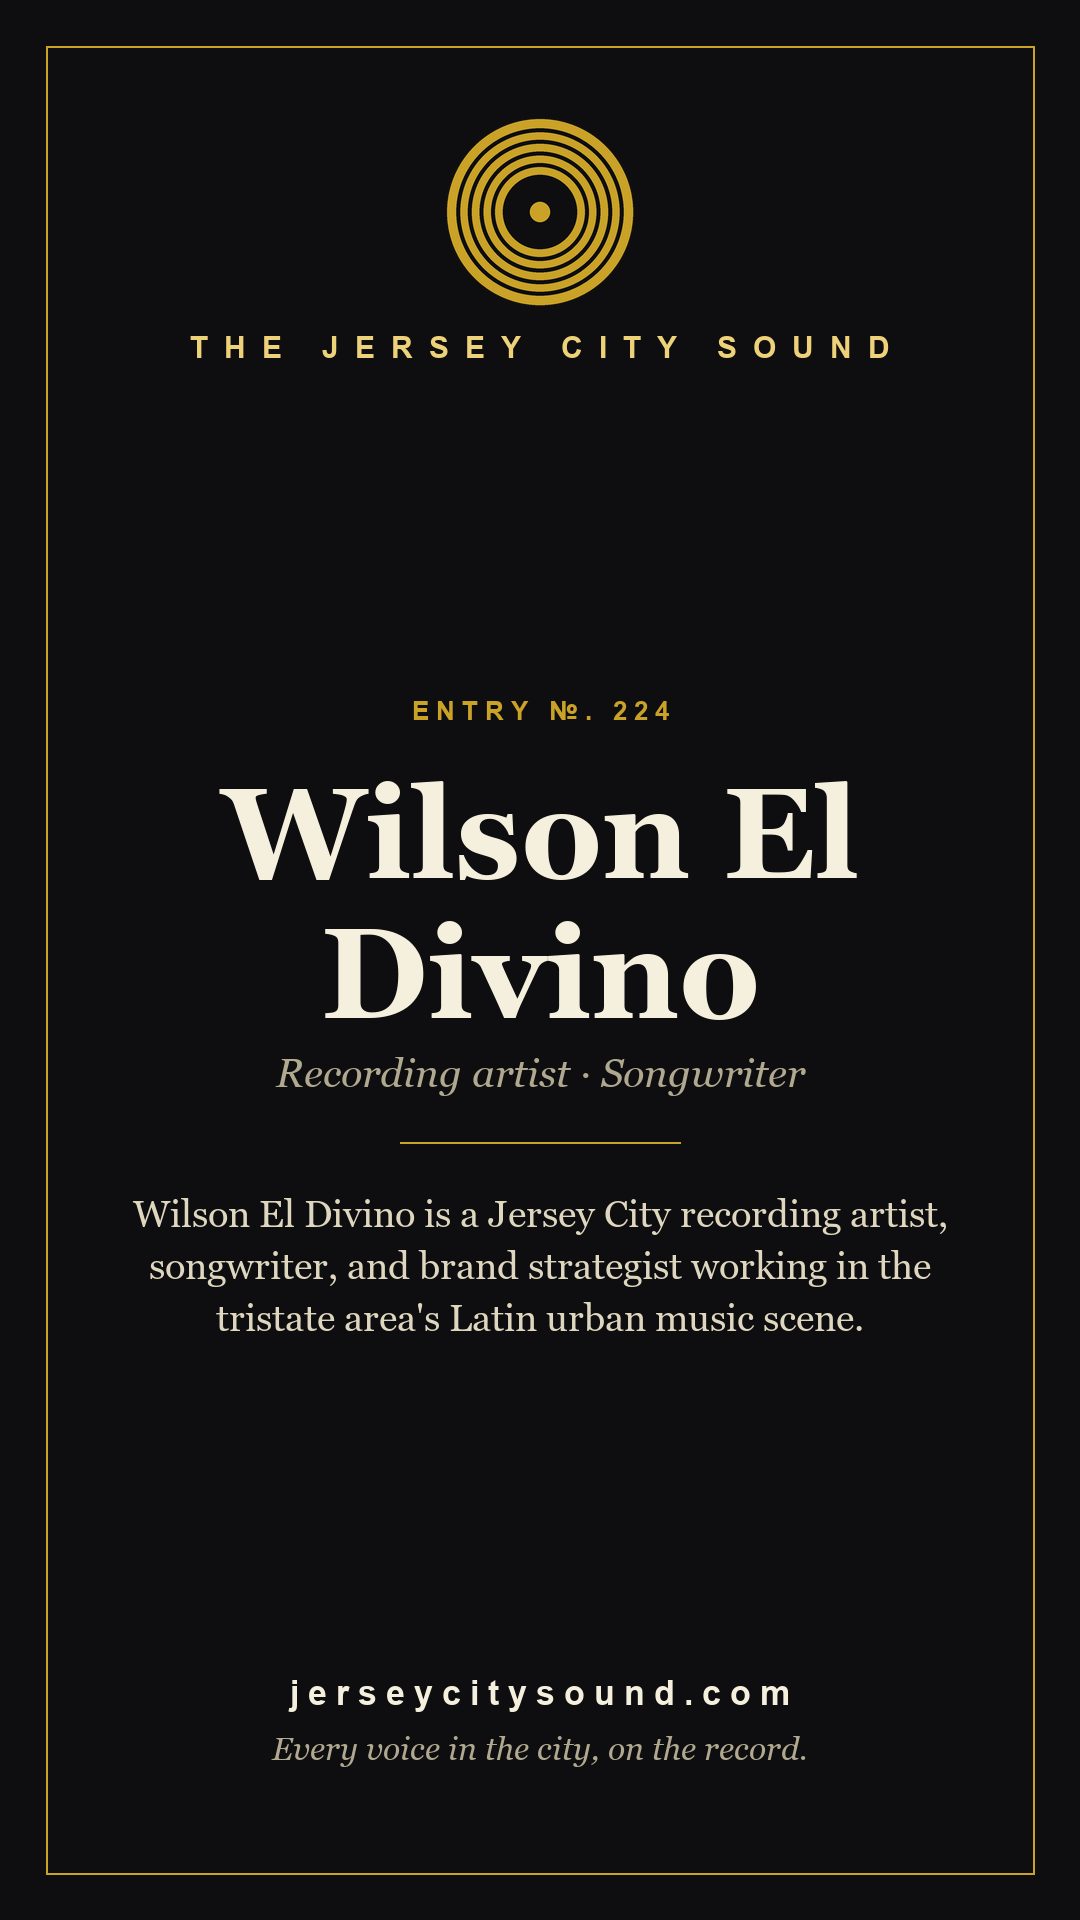 THE JERSEY CITY SOUND
ENTRY №. 224
Wilson El
Divino
Recording artist · Songwriter
Wilson El Divino is a Jersey City recording artist,
songwriter, and brand strategist working in the
tristate area's Latin urban music scene.
jerseycitysound.com
Every voice in the city, on the record.